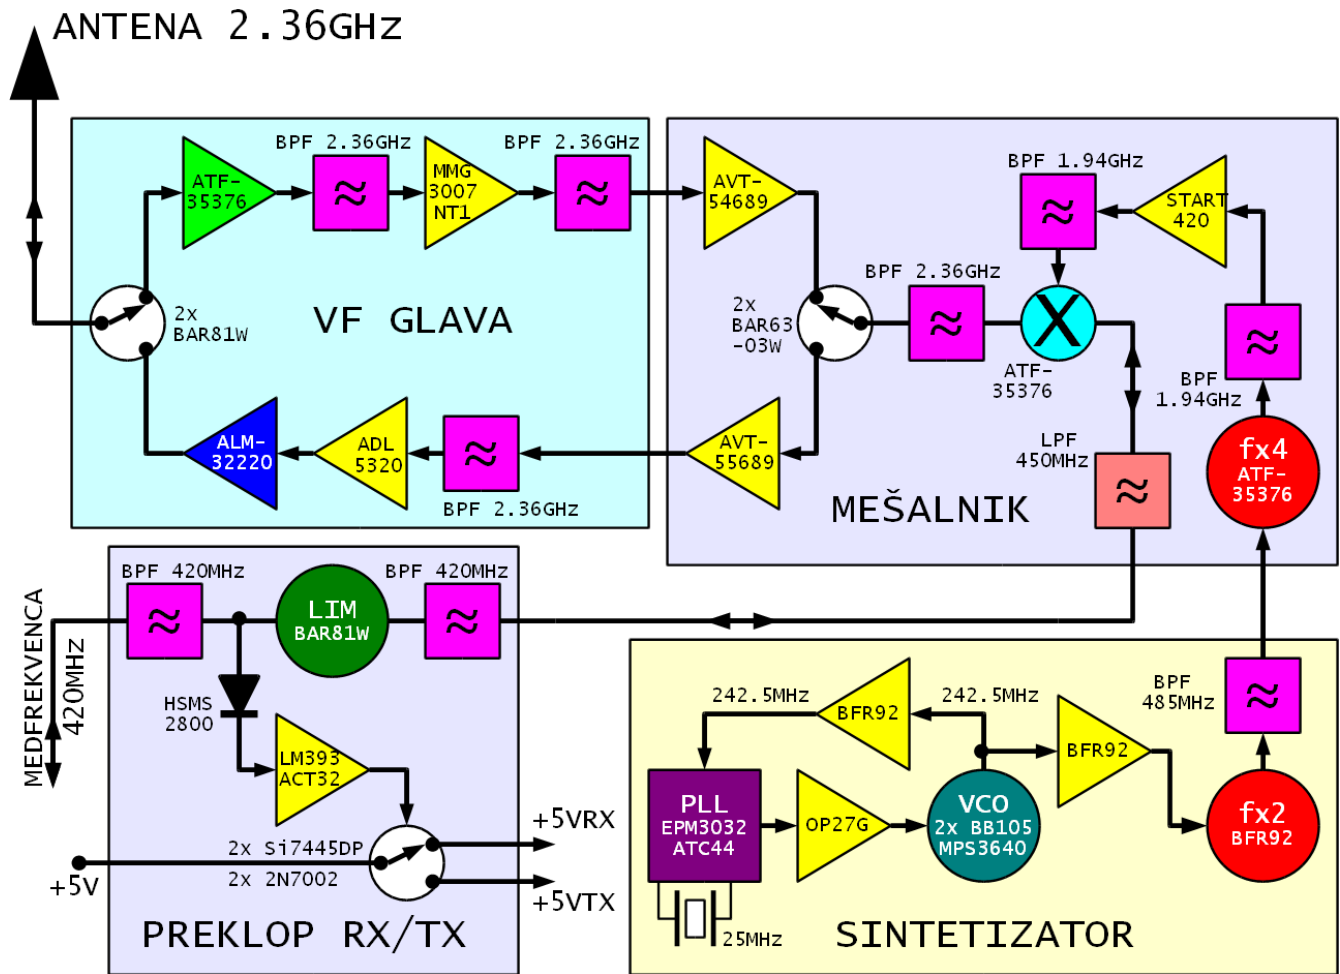 ANTENA 2.36GHz
BPF 2.36GHz
BPF 2.36GHz
ATF-
35376
MMG
3007
NT1
2x
BAR81W
VF GLAVA
ALM-
32220
ADL
5320
BPF 2.36GHz
AVT-
54689
BPF 1.94GHz
START
420
BPF 2.36GHz
2x
BAR63
-03W
X
ATF-
35376
BPF
1.94GHz
LPF
450MHz
fx4
ATF-
35376
AVT-
55689
MEŠALNIK
BPF 420MHz
BPF 420MHz
LIM
BAR81W
MEDFREKVENCA
420MHz
HSMS
2800
LM393
ACT32
+5VRX
2x Si7445DP
2x 2N7002
+5V
+5VTX
PREKLOP RX/TX
242.5MHz
242.5MHz
BFR92
BFR92
BPF
485MHz
PLL
EPM3032
ATC44
OP27G
VCO
2x BB105
MPS3640
fx2
BFR92
25MHz
SINTETIZATOR